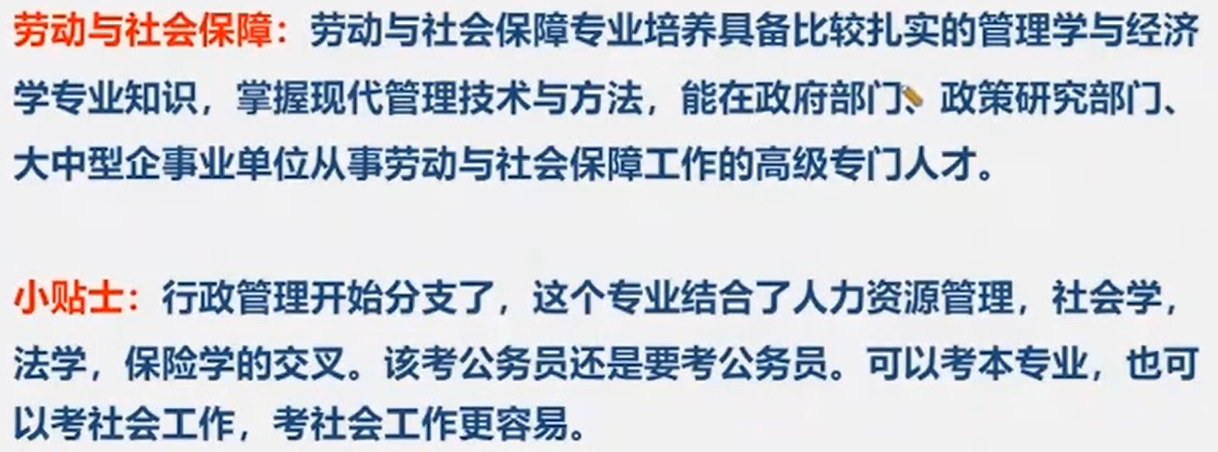 劳动与社会保障：劳动与社会保障专业培养具备比较扎实的管理学与经济
学专业知识，掌握现代管理技术与方法，能在政府部门、政策研究部门、
大中型企事业单位从事劳动与社会保障工作的高级专门人才。
小贴士：行政管理开始分支了，这个专业结合了人力资源管理，社会学，
法学，保险学的交叉。该考公务员还是要考公务员。可以考本专业，也可
以考社会工作，考社会工作更容易。